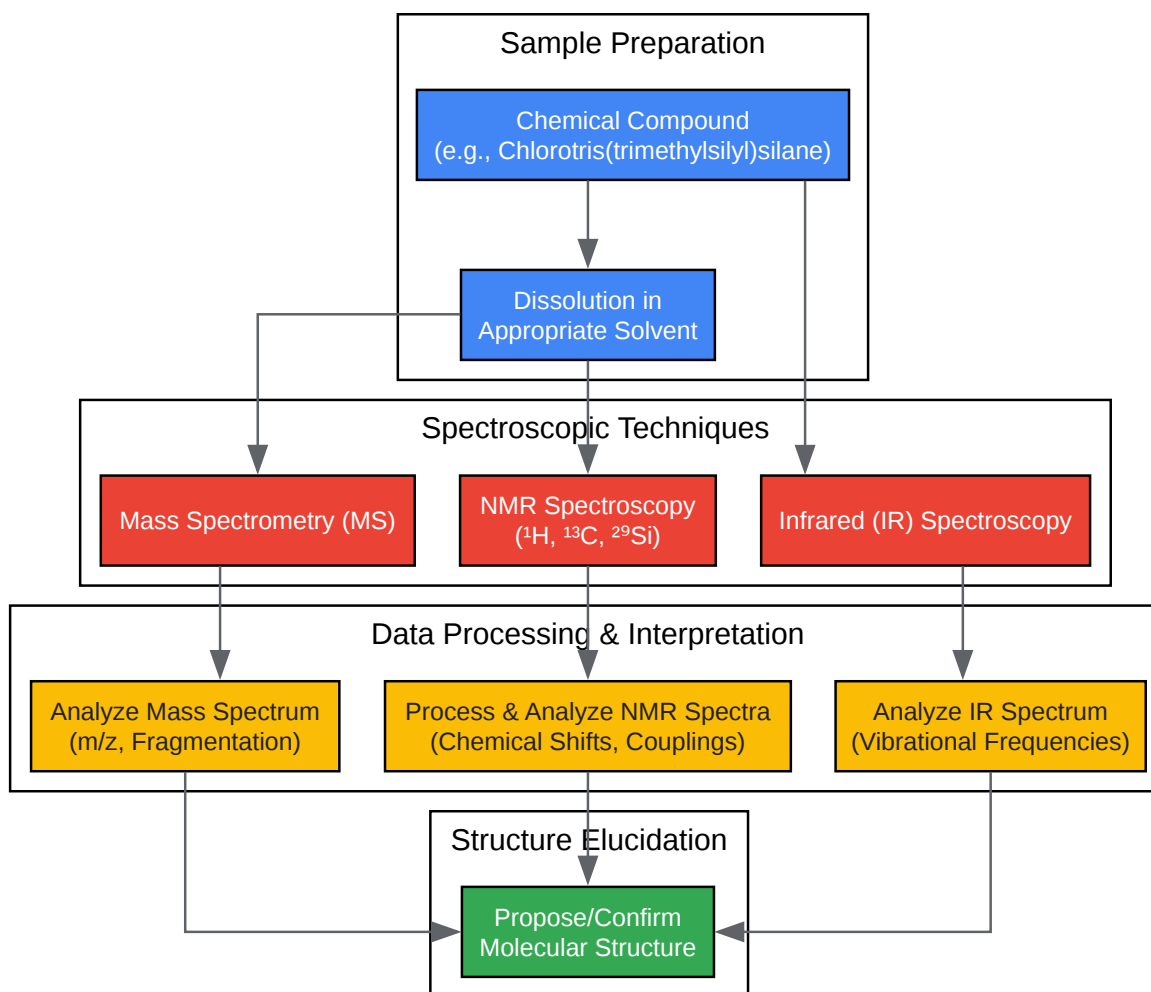 Sample Preparation
Chemical Compound
(e.g., Chlorotris(trimethylsilyl)silane)
Dissolution in
Appropriate Solvent
Spectroscopic Techniques
Mass Spectrometry (MS)
NMR Spectroscopy
(¹H, ¹³C, ²⁹Si)
Infrared (IR) Spectroscopy
Data Processing & Interpretation
Analyze Mass Spectrum
(m/z, Fragmentation)
Process & Analyze NMR Spectra
(Chemical Shifts, Couplings)
Analyze IR Spectrum
(Vibrational Frequencies)
Structure Elucidation
Propose/Confirm
Molecular Structure